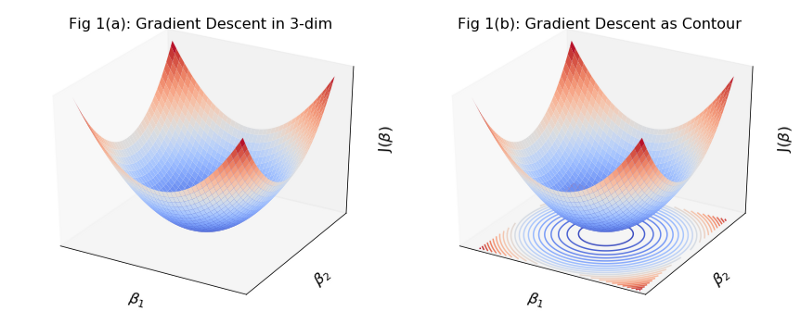 Fig 1(a): Gradient Descent in 3-dim
J(β)
β₂
β₁
Fig 1(b): Gradient Descent as Contour
J(β)
β₂
β₁